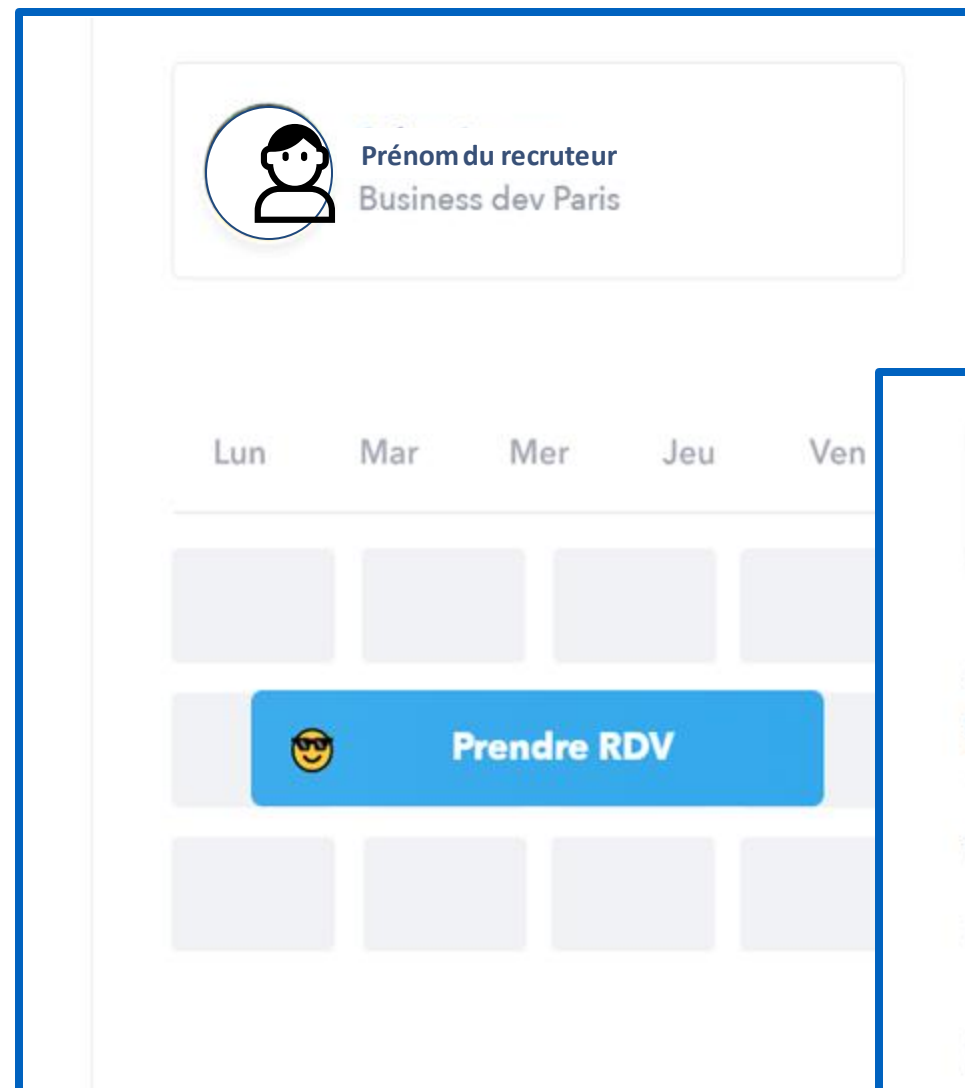 Prénom du recruteur
Business dev Paris
Lun Mar Mer Jeu Ven
Prendre RDV